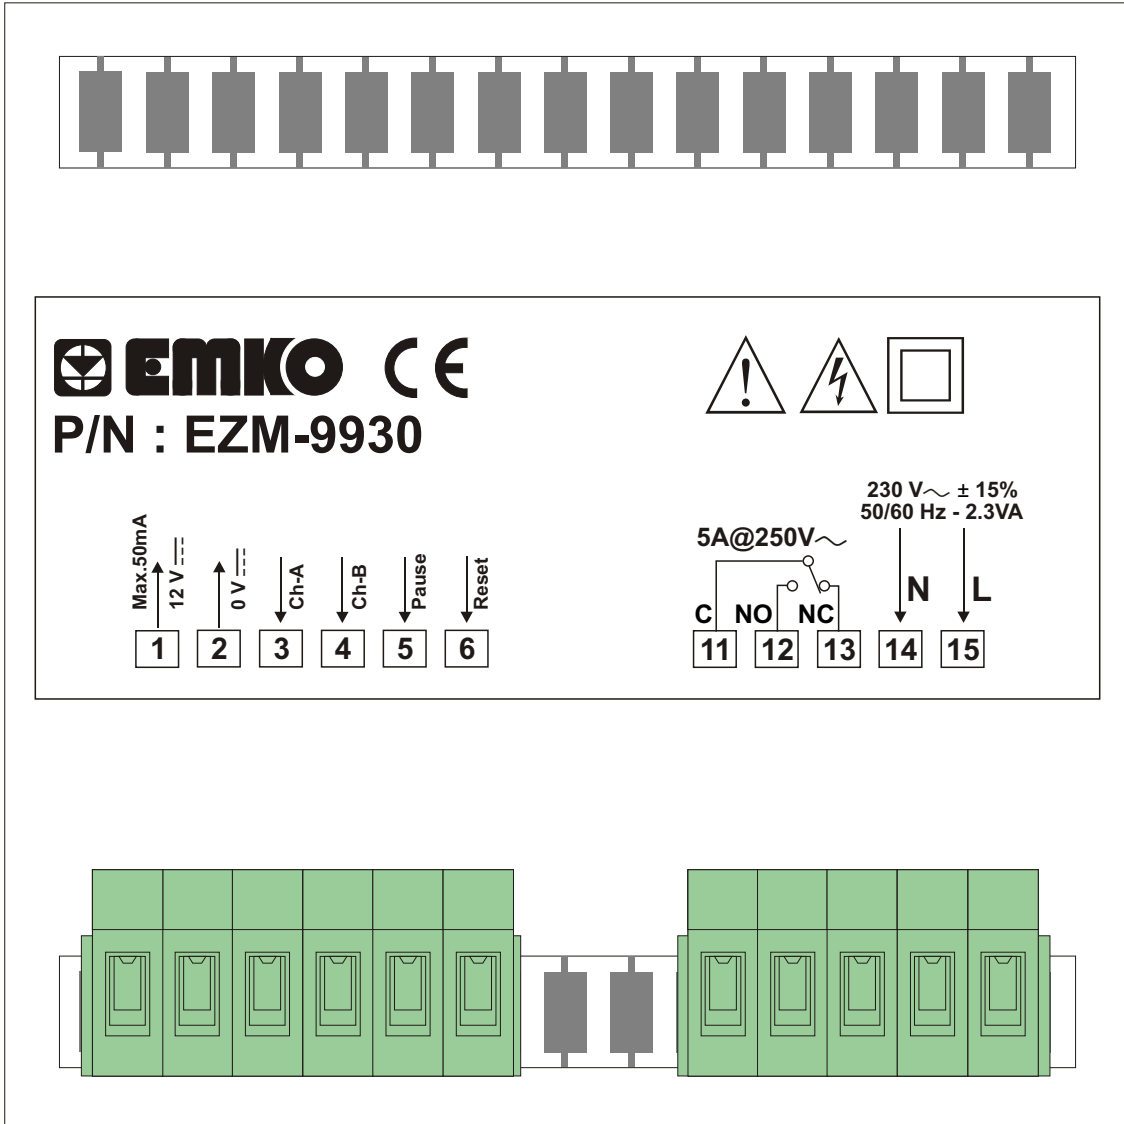 EMKO CE
P/N : EZM-9930
230 V ± 15%
50/60 Hz - 2.3VA
5A@250V
Max.50mA
12 V
0 V
Ch-A
Ch-B
Pause
Reset
C NO NC N L
1 2 3 4 5 6 11 12 13 14 15